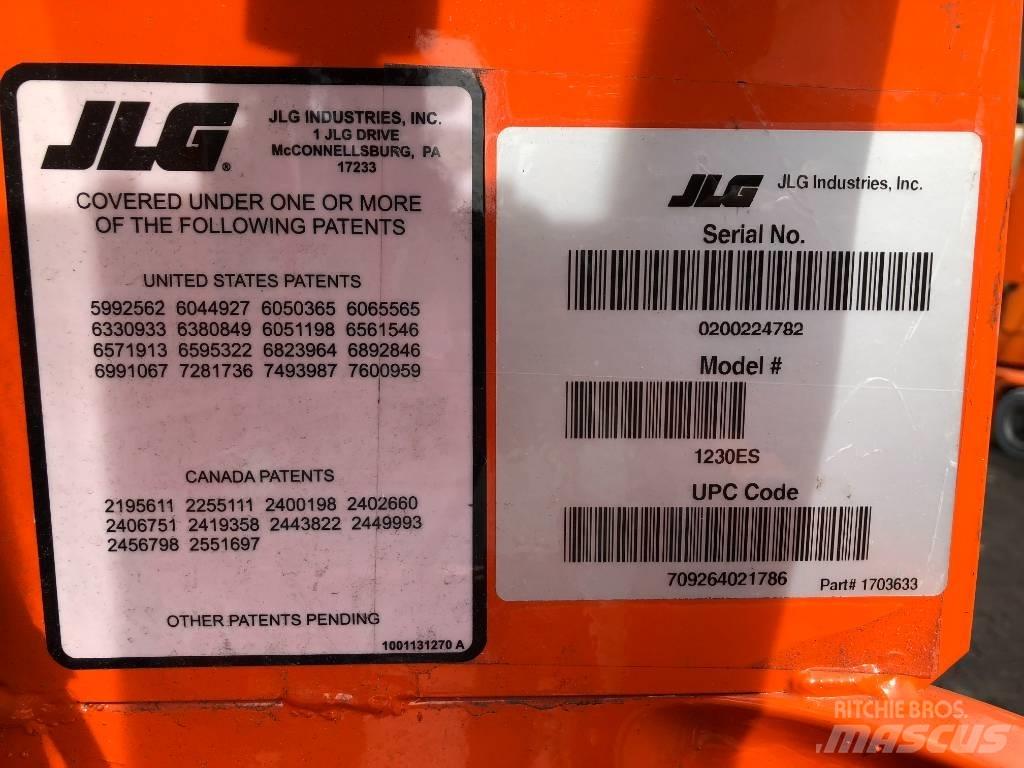 JLG®
JLG INDUSTRIES, INC.
1 JLG DRIVE
McCONNELLSBURG, PA
17233
COVERED UNDER ONE OR MORE
OF THE FOLLOWING PATENTS
UNITED STATES PATENTS
5992562 6044927 6050365 6065565
6330933 6380849 6051198 6561546
6571913 6595322 6823964 6892846
6991067 7281736 7493987 7600959
CANADA PATENTS
2195611 2255111 2400198 2402660
2406751 2419358 2443822 2449993
2456798 2551697
OTHER PATENTS PENDING
1001131270 A
JLG JLG Industries, Inc.
Serial No.
0200224782
Model #
1230ES
UPC Code
709264021786
Part# 1703633
RITCHIE BROS.
MASCUS